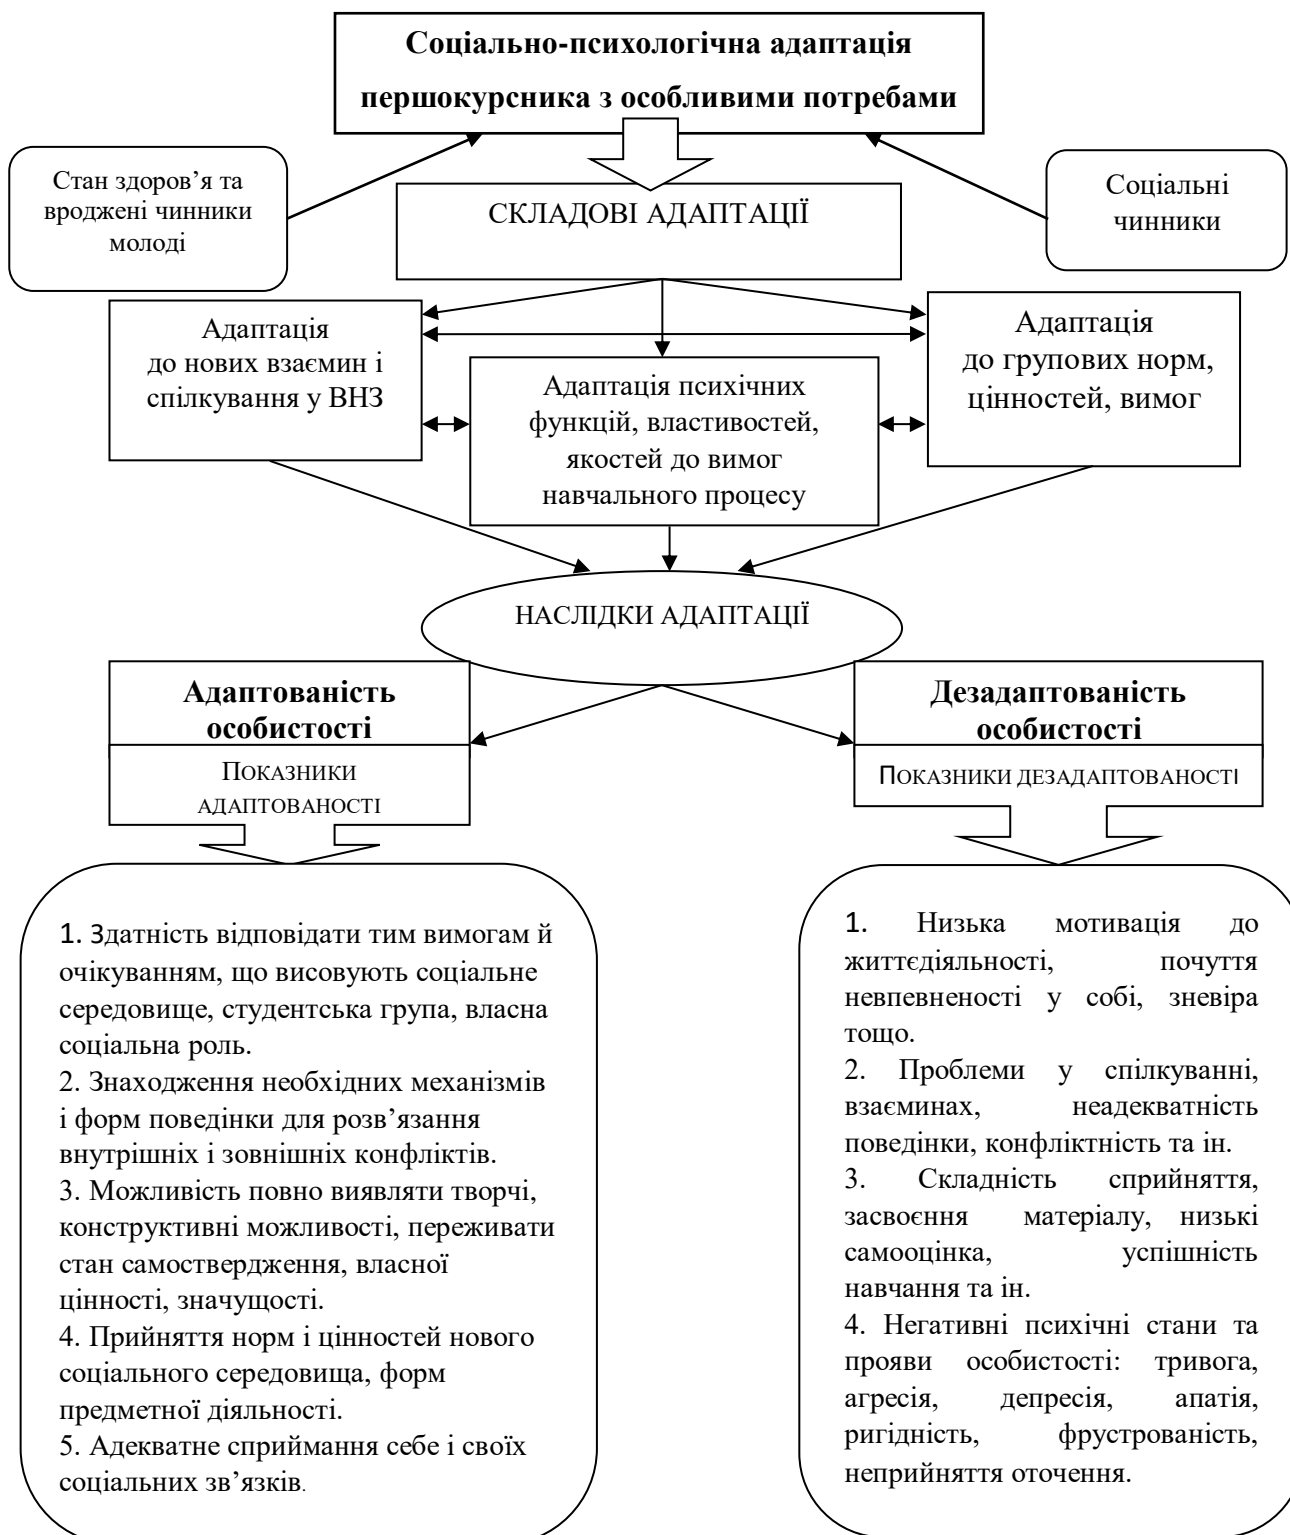 Соціально-психологічна адаптація
першокурсника з особливими потребами
Стан здоров’я та
вроджені чинники
молоді
СКЛАДОВІ АДАПТАЦІЇ
Соціальні
чинники
Адаптація
до нових взаємин і
спілкування у ВНЗ
Адаптація психічних
функцій, властивостей,
якостей до вимог
навчального процесу
Адаптація
до групових норм,
цінностей, вимог
НАСЛІДКИ АДАПТАЦІЇ
Адаптованість
особистості
ПОКАЗНИКИ
АДАПТОВАНОСТІ
Дезадаптованість
особистості
ПОКАЗНИКИ ДЕЗАДАПТОВАНОСТІ
1. Здатність відповідати тим вимогам й
очікуванням, що висовують соціальне
середовище, студентська група, власна
соціальна роль.
2. Знаходження необхідних механізмів
і форм поведінки для розв’язання
внутрішніх і зовнішніх конфліктів.
3. Можливість повно виявляти творчі,
конструктивні можливості, переживати
стан самоствердження, власної
цінності, значущості.
4. Прийняття норм і цінностей нового
соціального середовища, форм
предметної діяльності.
5. Адекватне сприймання себе і своїх
соціальних зв’язків.
1. Низька мотивація до
життєдіяльності, почуття
невпевненості у собі, зневіра
тощо.
2. Проблеми у спілкуванні,
взаєминах, неадекватність
поведінки, конфліктність та ін.
3. Складність сприйняття,
засвоєння матеріалу, низькі
самооцінка, успішність
навчання та ін.
4. Негативні психічні стани та
прояви особистості: тривога,
агресія, депресія, апатія,
ригідність, фрустрованість,
неприйняття оточення.